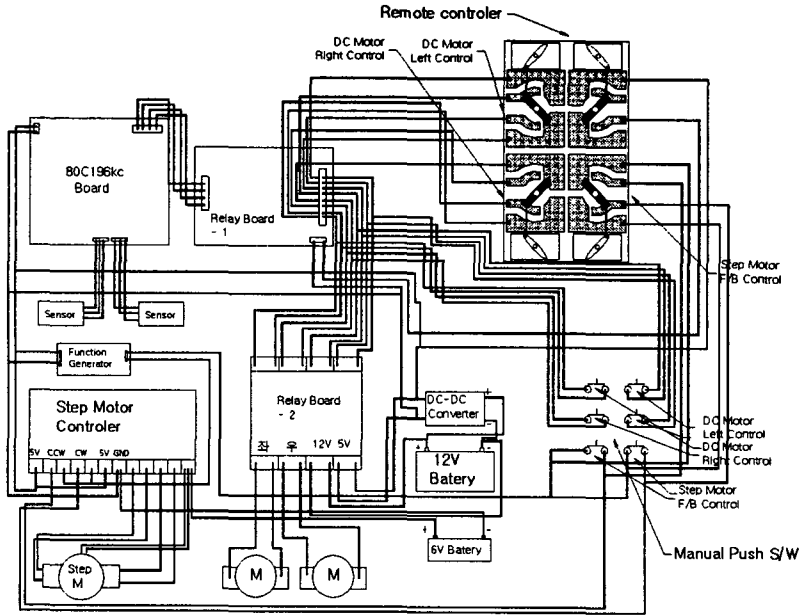 Remote controler
DC Motor
Right Control
DC Motor
Left Control
80C196kc
Board
Relay Board
- 1
Step Motor
F/B Control
Sensor
Sensor
Function
Generator
Step Motor
Controler
5V CCW CW 5V GND
Relay Board
- 2
좌 우 12V 5V
DC-DC
Converter
+
-
+ -
12V
Batery
+ -
6V Batery
DC Motor
Left Control
DC Motor
Right Control
Step Motor
F/B Control
Manual Push S/W
Step
M
M
M